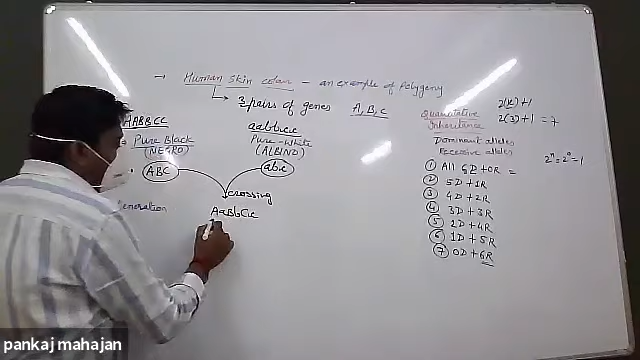 → Human skin colour - an example of Polygeny
↳ 3 pairs of genes A, B, C
AABBCC
Pure Black
(NEGRO)
ABC
aabbcc
Pure-White
(ALBINO)
abc
crossing
Generation
AaBbCc
2(n)+1
2(3)+1 = 7
Quantitative
Inheritance
Dominant alleles
Recessive alleles
① All 6D+0R =
② 5D + 1R
③ 4D + 2R
④ 3D + 3R
⑤ 2D + 4R
⑥ 1D + 5R
⑦ 0D + 6R
2ⁿ = 2⁰ = 1
pankaj mahajan